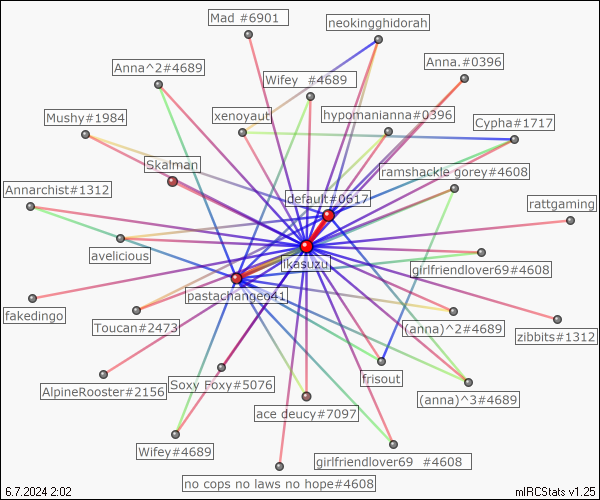 Mad #6901
neokingghidorah
Anna^2#4689
Anna.#0396
Wifey  #4689
Mushy#1984
xenoyaut
hypomanianna#0396
Cypha#1717
Skalman
ramshackle gorey#4608
Annarchist#1312
default#0617
rattgaming
avelicious
ikasuzu
girlfriendlover69#4608
pastachangeo41
fakedingo
Toucan#2473
(anna)^2#4689
zibbits#1312
frisout
Soxy Foxy#5076
AlpineRooster#2156
(anna)^3#4689
ace deucy#7097
Wifey#4689
girlfriendlover69  #4608
no cops no laws no hope#4608
6.7.2024 2:02
mIRCStats v1.25